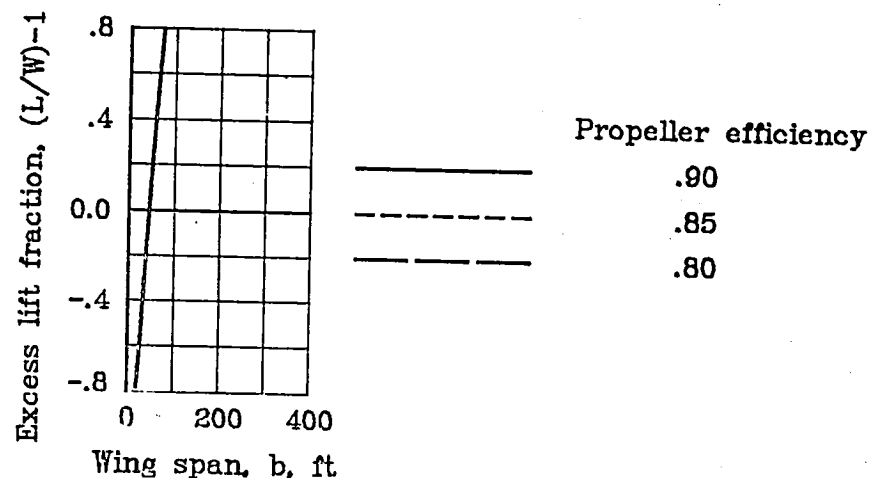 Excess lift fraction, (L/W)-1
.8
.4
0.0
-.4
-.8
0 200 400
Wing span, b, ft
Propeller efficiency
.90
.85
.80